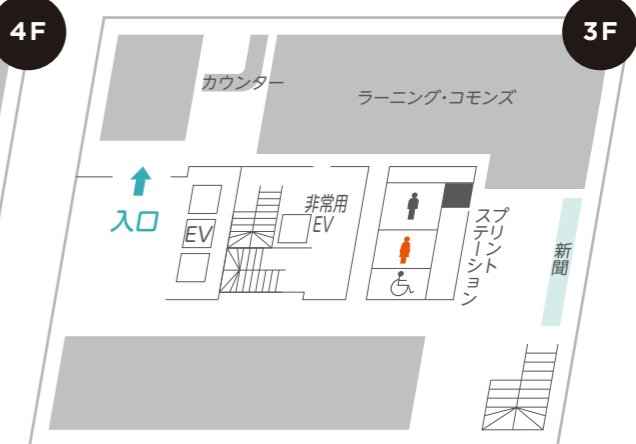 4F
3F
カウンター
ラーニング・コモンズ
入口
EV
非常用
EV
プリント
ステーション
新聞